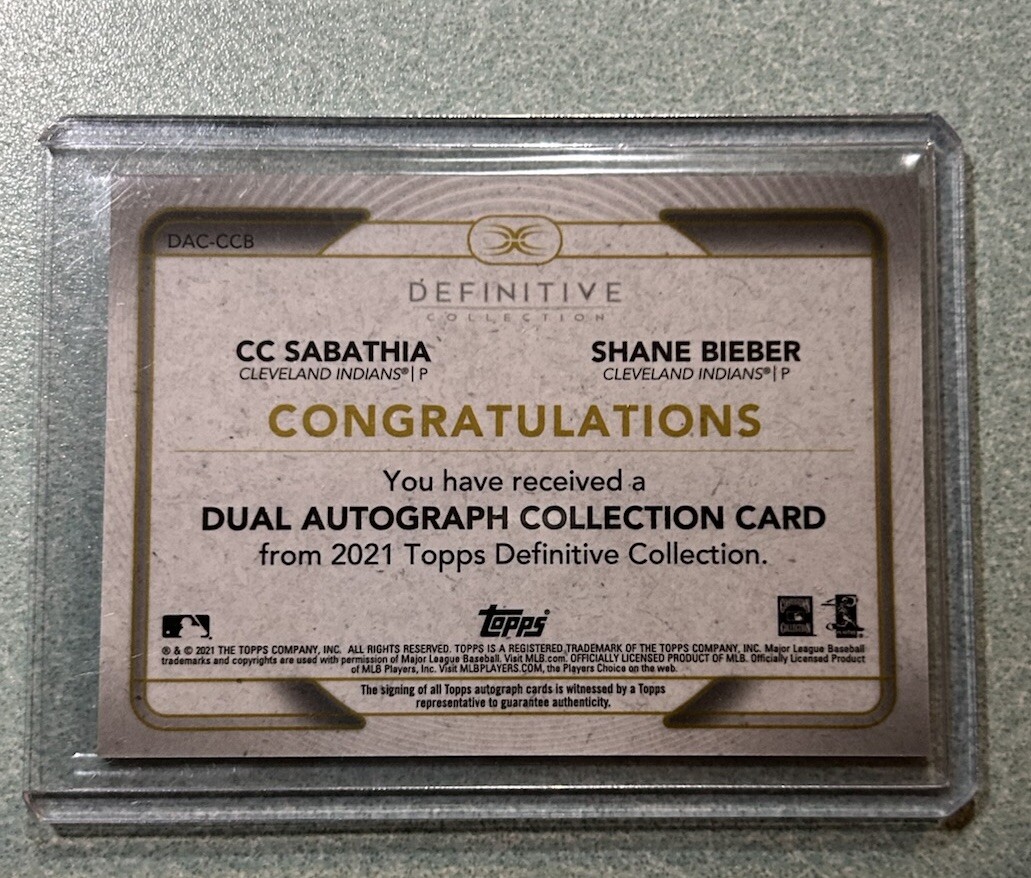 DAC-CCB
DEFINITIVE
COLLECTION
CC SABATHIA
CLEVELAND INDIANS®|P
SHANE BIEBER
CLEVELAND INDIANS®|P
CONGRATULATIONS
You have received a
DUAL AUTOGRAPH COLLECTION CARD
from 2021 Topps Definitive Collection.
topps
COOPERSTOWN
COLLECTION
PLAYERS
® & © 2021 THE TOPPS COMPANY, INC. ALL RIGHTS RESERVED. TOPPS IS A REGISTERED TRADEMARK OF THE TOPPS COMPANY, INC. Major League Baseball
trademarks and copyrights are used with permission of Major League Baseball. Visit MLB.com. OFFICIALLY LICENSED PRODUCT OF MLB. Officially Licensed Product
of MLB Players, Inc. Visit MLBPLAYERS.COM, the Players Choice on the web.
The signing of all Topps autograph cards is witnessed by a Topps
representative to guarantee authenticity.